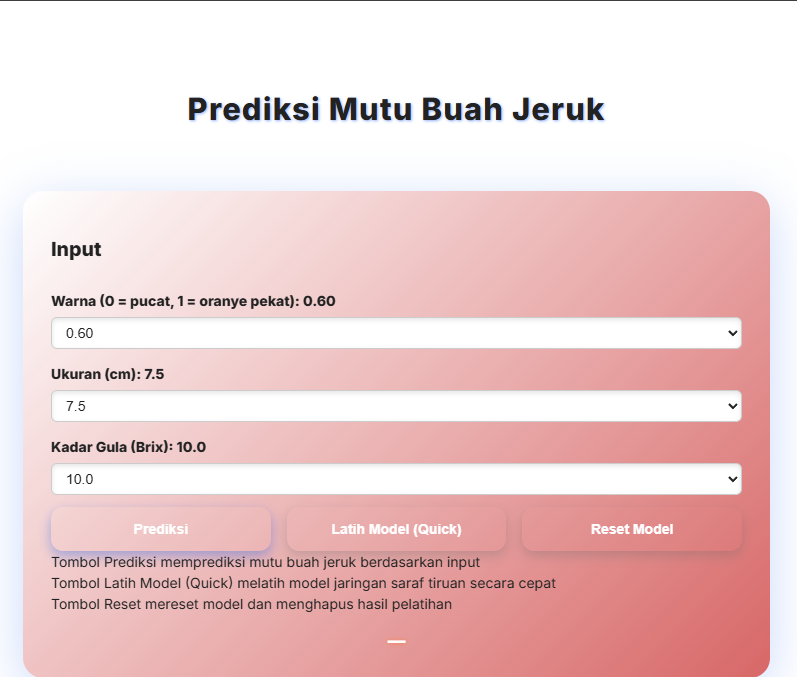 Prediksi Mutu Buah Jeruk
Input
Warna (0 = pucat, 1 = oranye pekat): 0.60
0.60
Ukuran (cm): 7.5
7.5
Kadar Gula (Brix): 10.0
10.0
Prediksi Latih Model (Quick) Reset Model
Tombol Prediksi memprediksi mutu buah jeruk berdasarkan input
Tombol Latih Model (Quick) melatih model jaringan saraf tiruan secara cepat
Tombol Reset mereset model dan menghapus hasil pelatihan
—